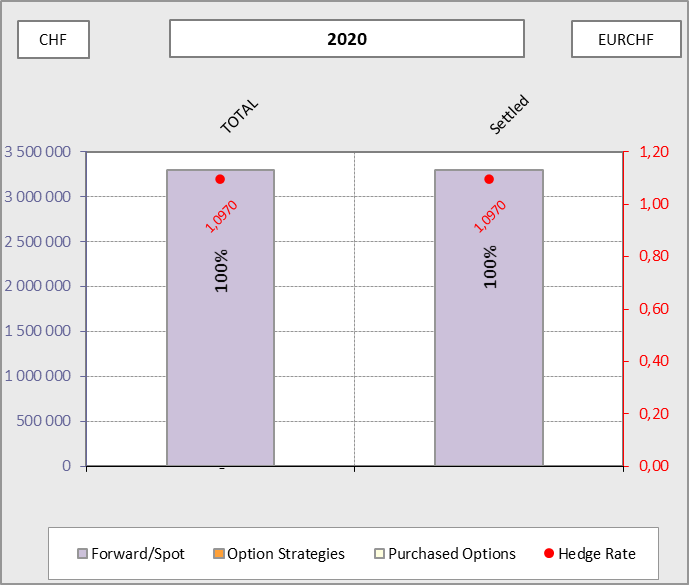 CHF
2020
EURCHF
TOTAL
Settled
3 500 000
3 000 000
2 500 000
2 000 000
1 500 000
1 000 000
500 000
0
1,20
1,00
0,80
0,60
0,40
0,20
0,00
1,0970
100%
1,0970
100%
-
Forward/Spot
Option Strategies
Purchased Options
Hedge Rate